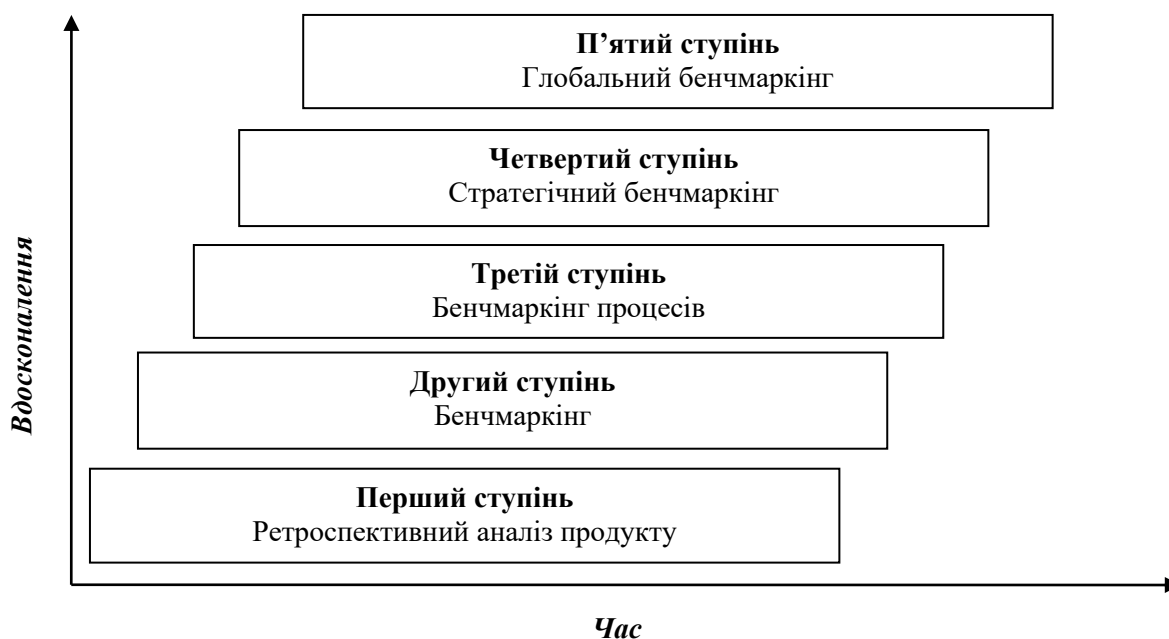 П’ятий ступінь
Глобальний бенчмаркінг
Четвертий ступінь
Стратегічний бенчмаркінг
Третій ступінь
Бенчмаркінг процесів
Другий ступінь
Бенчмаркінг
Перший ступінь
Ретроспективний аналіз продукту
Вдосконалення
Час